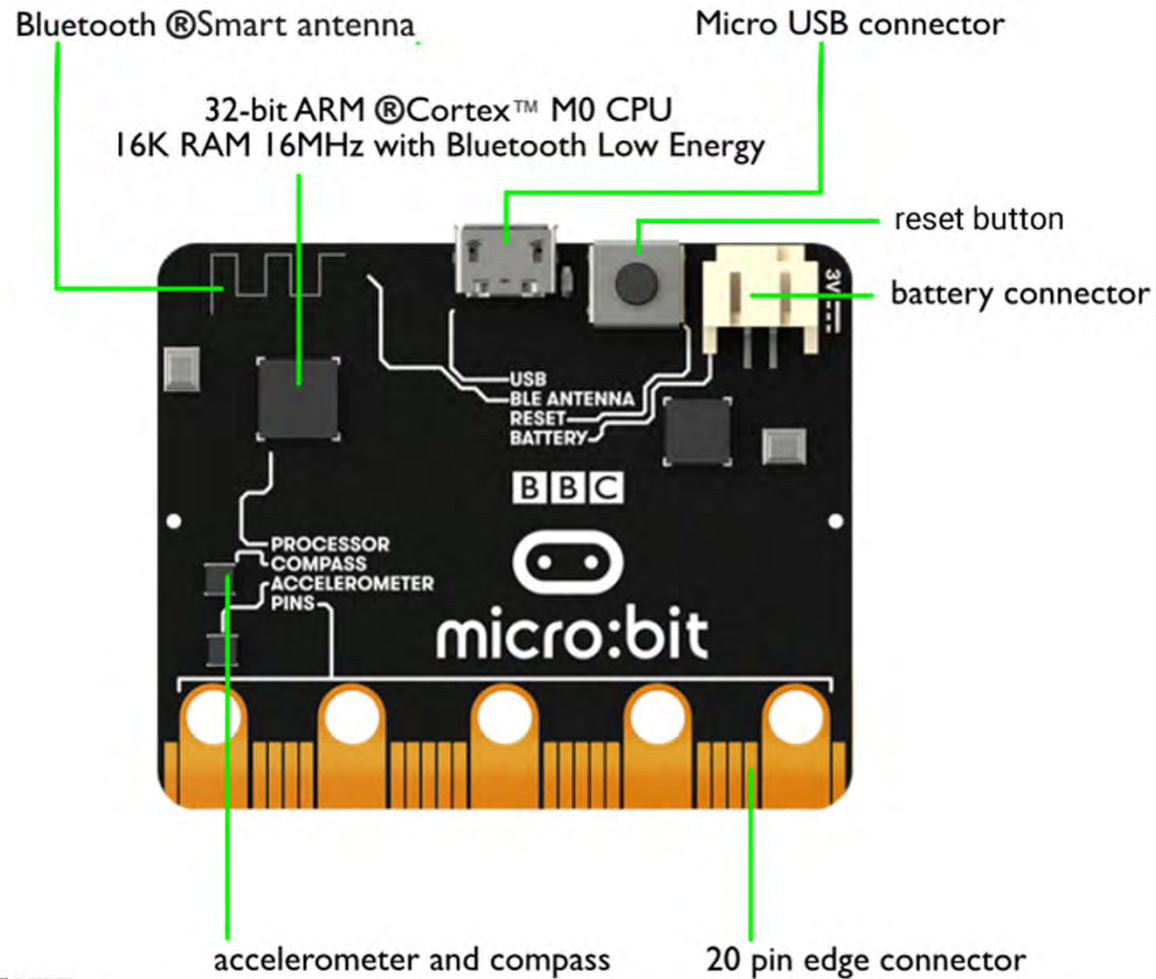 Bluetooth ®Smart antenna
Micro USB connector
32-bit ARM ®Cortex™ M0 CPU
16K RAM 16MHz with Bluetooth Low Energy
reset button
battery connector
3V
USB
BLE ANTENNA
RESET
BATTERY
BBC
PROCESSOR
COMPASS
ACCELEROMETER
PINS
micro:bit
accelerometer and compass
20 pin edge connector